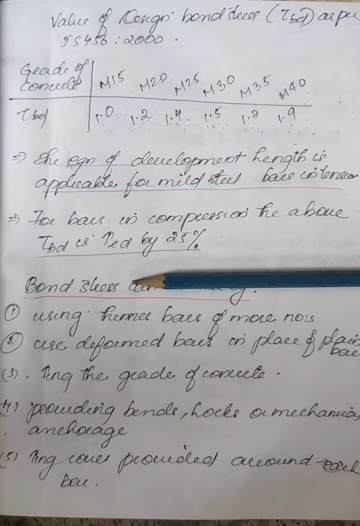 Value of Design bond stress (τbd) as per
IS 456 : 2000.
Grade of concrete | M15 M20 M25 M30 M35 M40
τbd | 1.0 1.2 1.4 1.5 1.7 1.9
⇒ The eqn of development length is
applicable for mild steel bars in tension
⇒ For bars in compression the above
τbd is ↑ed by 25%.
Bond stress can
① using thinner bars of more nos
② use deformed bars in place of plain bar
(3) . ↑ing the grade of concrete .
(4) providing bends, hooks or mechanical
anchorage
(5) ↑ing cover provided around each
bar.